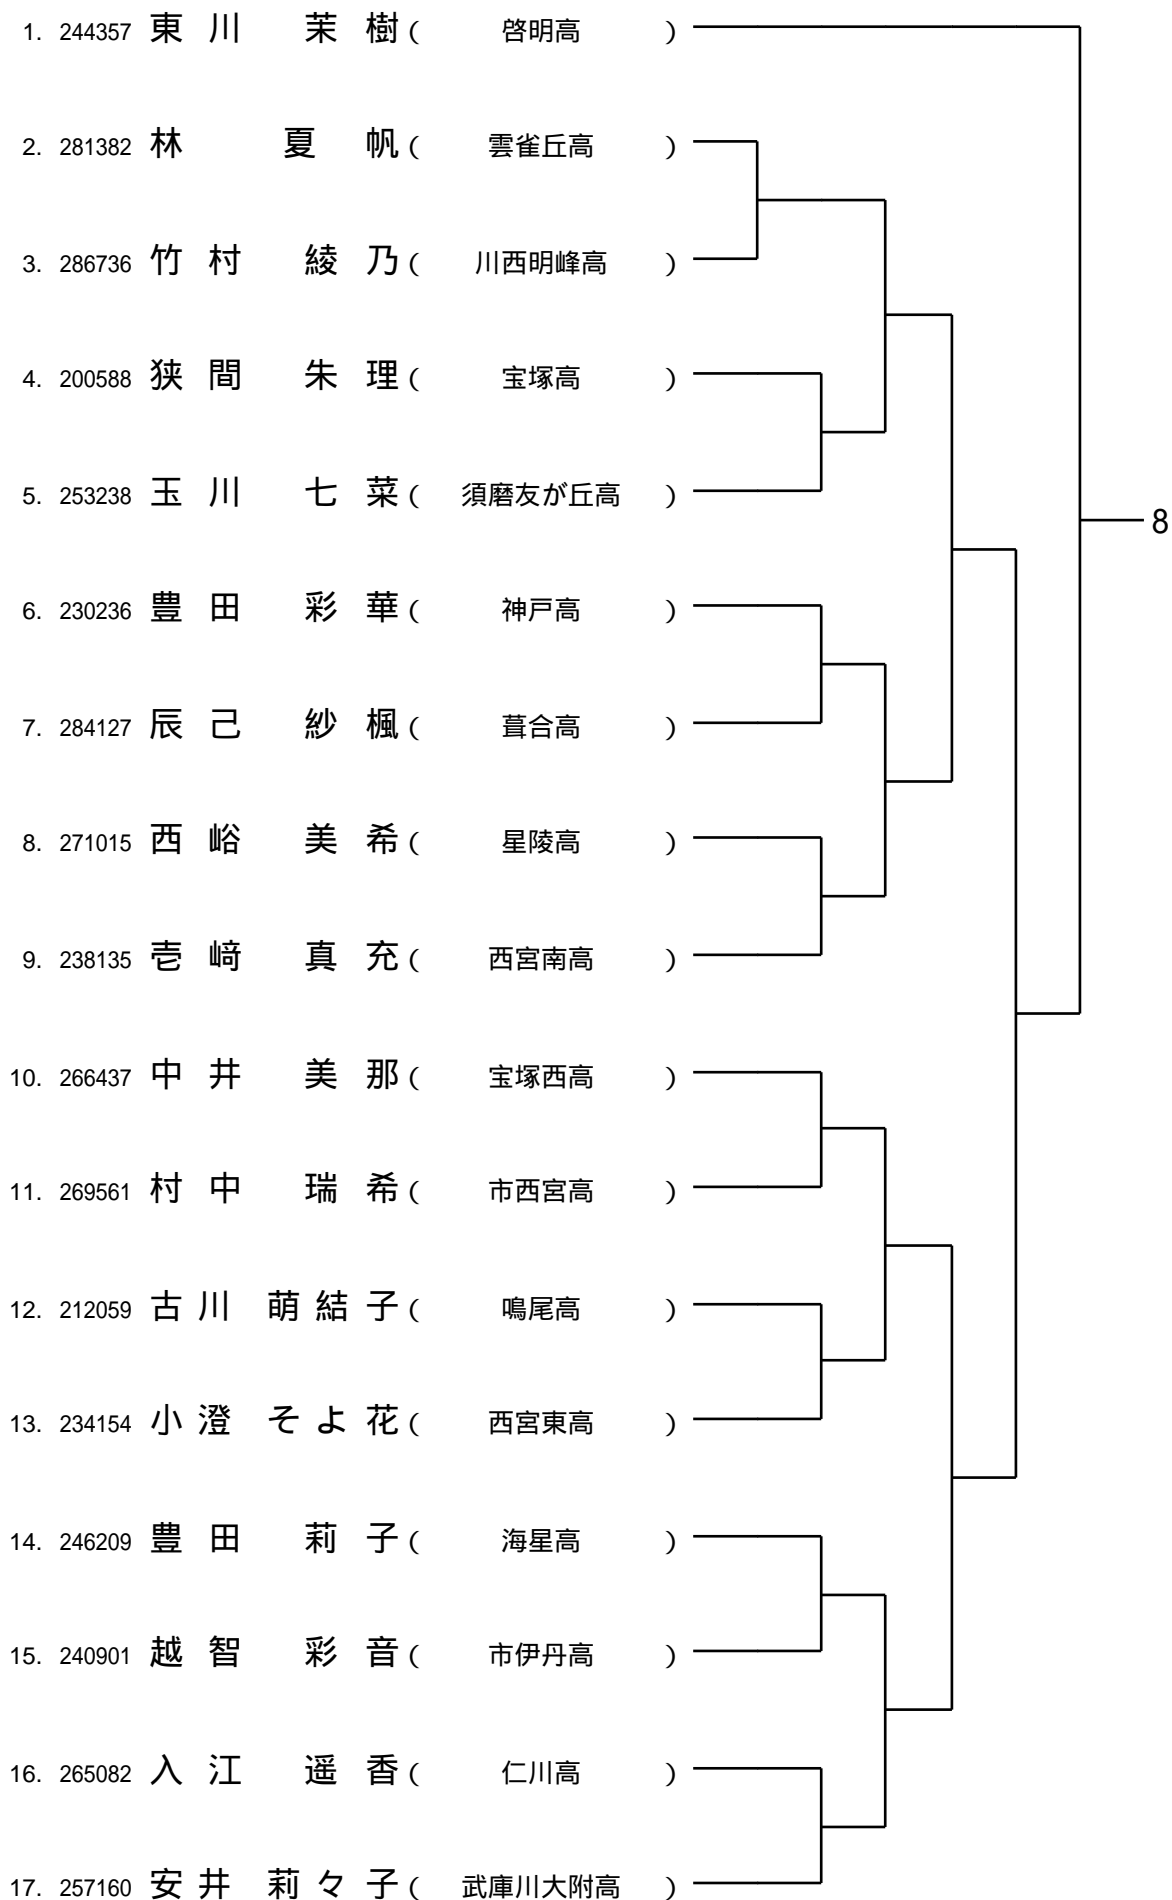 1. 244357 東川 茉樹 ( 啓明高 )
2. 281382 林 夏帆 ( 雲雀丘高 )
3. 286736 竹村 綾乃 ( 川西明峰高 )
4. 200588 狭間 朱理 ( 宝塚高 )
5. 253238 玉川 七菜 ( 須磨友が丘高 )
8
6. 230236 豊田 彩華 ( 神戸高 )
7. 284127 辰己 紗楓 ( 葺合高 )
8. 271015 西峪 美希 ( 星陵高 )
9. 238135 壱﨑 真充 ( 西宮南高 )
10. 266437 中井 美那 ( 宝塚西高 )
11. 269561 村中 瑞希 ( 市西宮高 )
12. 212059 古川 萌結子 ( 鳴尾高 )
13. 234154 小澄 そよ花 ( 西宮東高 )
14. 246209 豊田 莉子 ( 海星高 )
15. 240901 越智 彩音 ( 市伊丹高 )
16. 265082 入江 遥香 ( 仁川高 )
17. 257160 安井 莉々子 ( 武庫川大附高 )